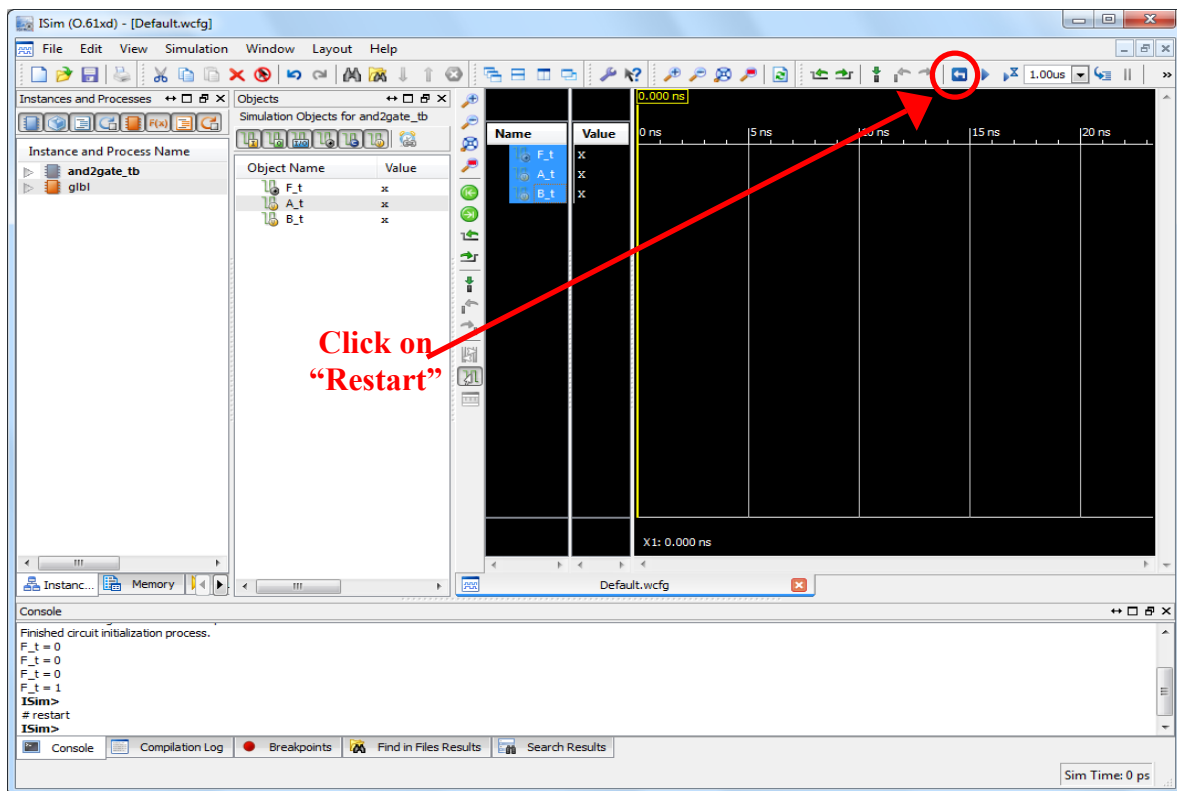 ISim (O.61xd) - [Default.wcfg]
File Edit View Simulation Window Layout Help
1.00us
»
Instances and Processes
F(x)
Instance and Process Name
and2gate_tb
glbl
Instanc...
Memory
Objects
Simulation Objects for and2gate_tb
Object Name Value
F_t x
A_t x
B_t x
Name Value
F_t x
A_t x
B_t x
0.000 ns
0 ns 5 ns 10 ns 15 ns 20 ns
X1: 0.000 ns
Default.wcfg
Click on
“Restart”
Console
Finished circuit initialization process.
F_t = 0
F_t = 0
F_t = 0
F_t = 1
ISim>
# restart
ISim>
Console Compilation Log Breakpoints Find in Files Results Search Results
Sim Time: 0 ps